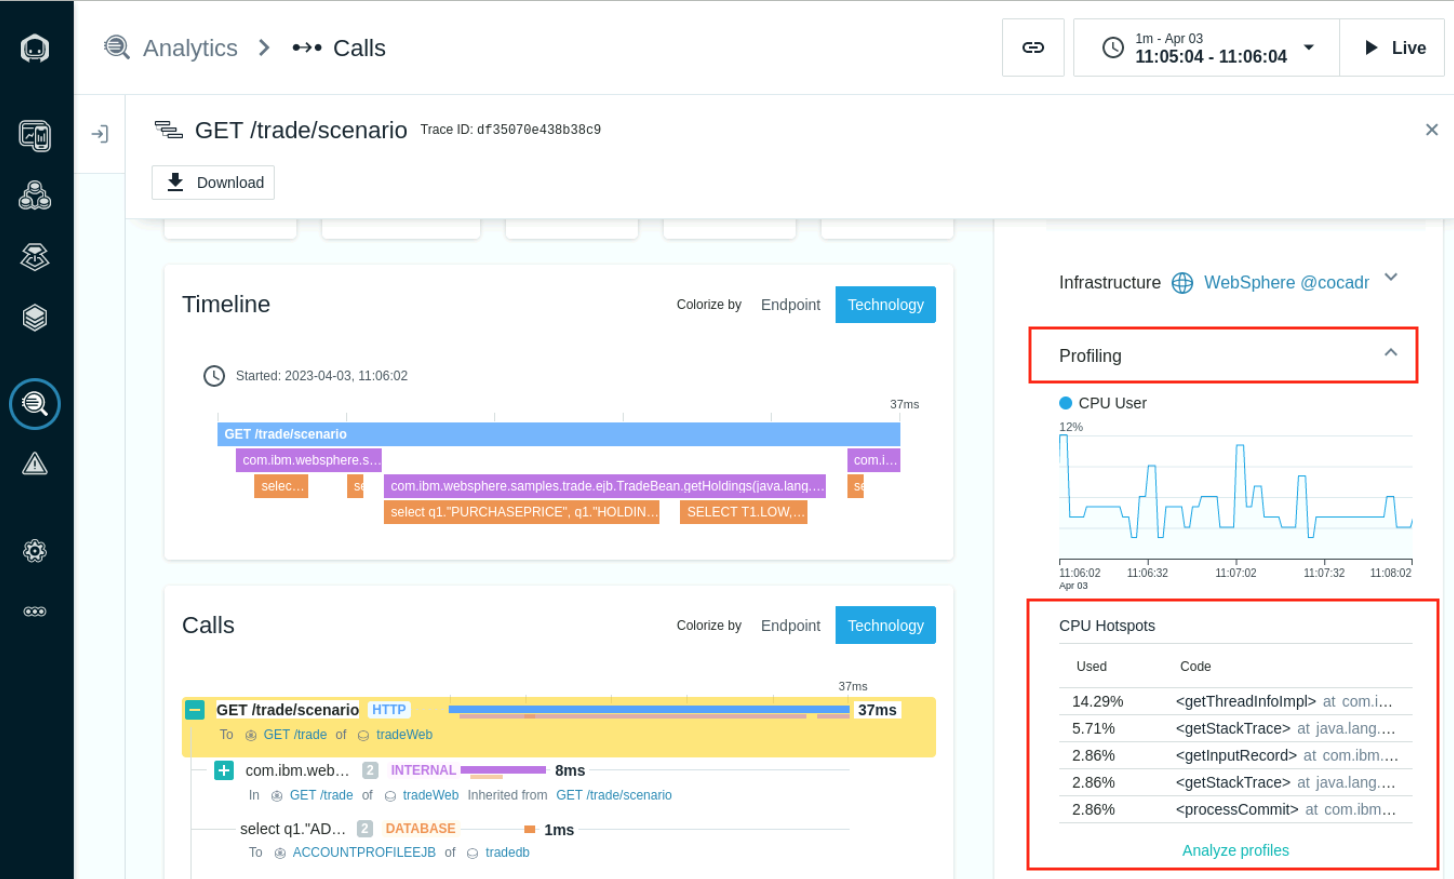 Analytics > Calls
1m - Apr 03
11:05:04 - 11:06:04
Live
GET /trade/scenario Trace ID: df35070e438b38c9
Download
Timeline
Colorize by Endpoint Technology
Started: 2023-04-03, 11:06:02
37ms
GET /trade/scenario
com.ibm.websphere.s... com.i...
selec... se com.ibm.websphere.samples.trade.ejb.TradeBean.getHoldings(java.lang.... se
select q1."PURCHASEPRICE", q1."HOLDIN... SELECT T1.LOW,...
Calls
Colorize by Endpoint Technology
37ms
GET /trade/scenario HTTP 37ms
To GET /trade of tradeWeb
com.ibm.web... 2 INTERNAL 8ms
In GET /trade of tradeWeb Inherited from GET /trade/scenario
select q1."AD... 2 DATABASE 1ms
To ACCOUNTPROFILEEJB of tradedb
Infrastructure WebSphere @cocadr
Profiling
CPU User
12%
11:06:02 11:06:32 11:07:02 11:07:32 11:08:02
Apr 03
CPU Hotspots
Used Code
14.29% <getThreadInfoImpl> at com.i...
5.71% <getStackTrace> at java.lang....
2.86% <getInputRecord> at com.ibm....
2.86% <getStackTrace> at java.lang....
2.86% <processCommit> at com.ibm...
Analyze profiles